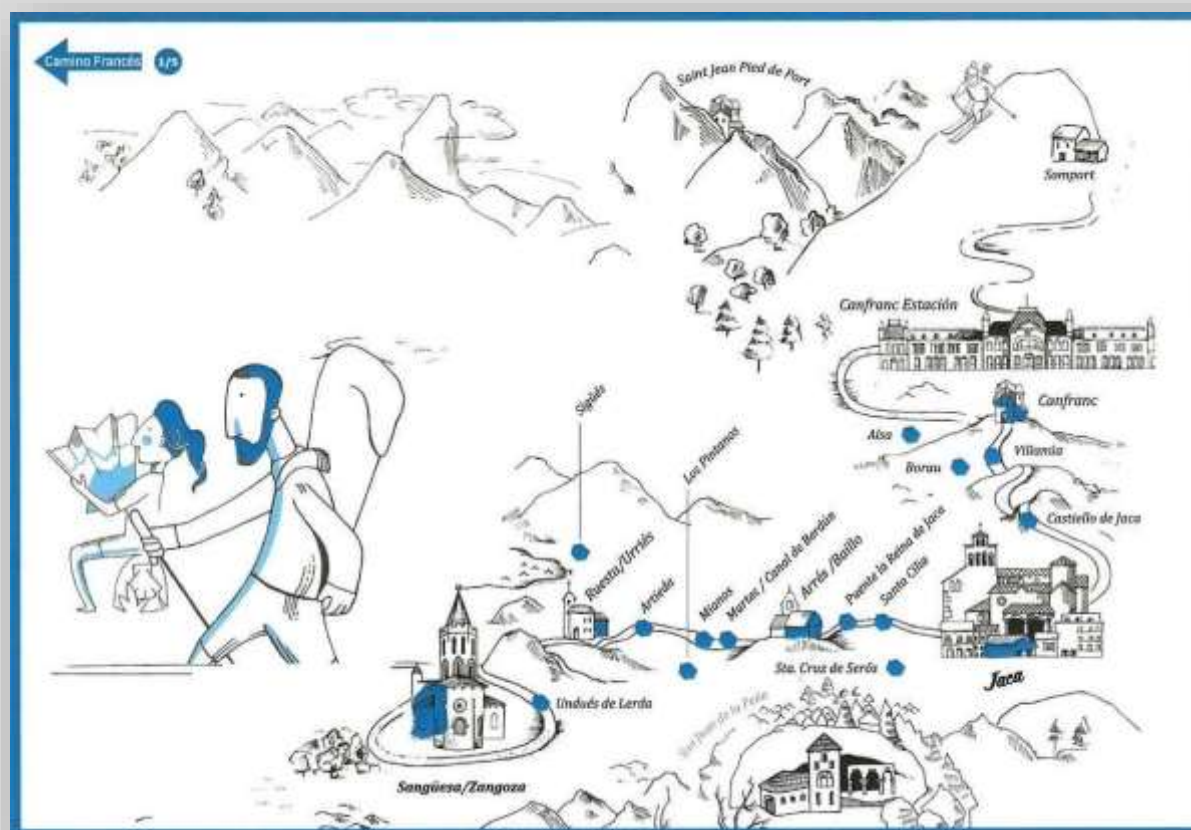 Camino Francés 1/5
Saint Jean Pied de Port
Somport
Canfranc Estación
Canfranc
Aísa
Villanúa
Borau
Castiello de Jaca
Sigüés
Los Pintanos
Ruesta/Urriés
Artieda
Mianos
Martes / Canal de Berdún
Arrés /Bailo
Puente la Reina de Jaca
Santa Cilia
Jaca
Sta. Cruz de Serós
Undués de Lerda
San Juan de la Peña
Sangüesa/Zangoza